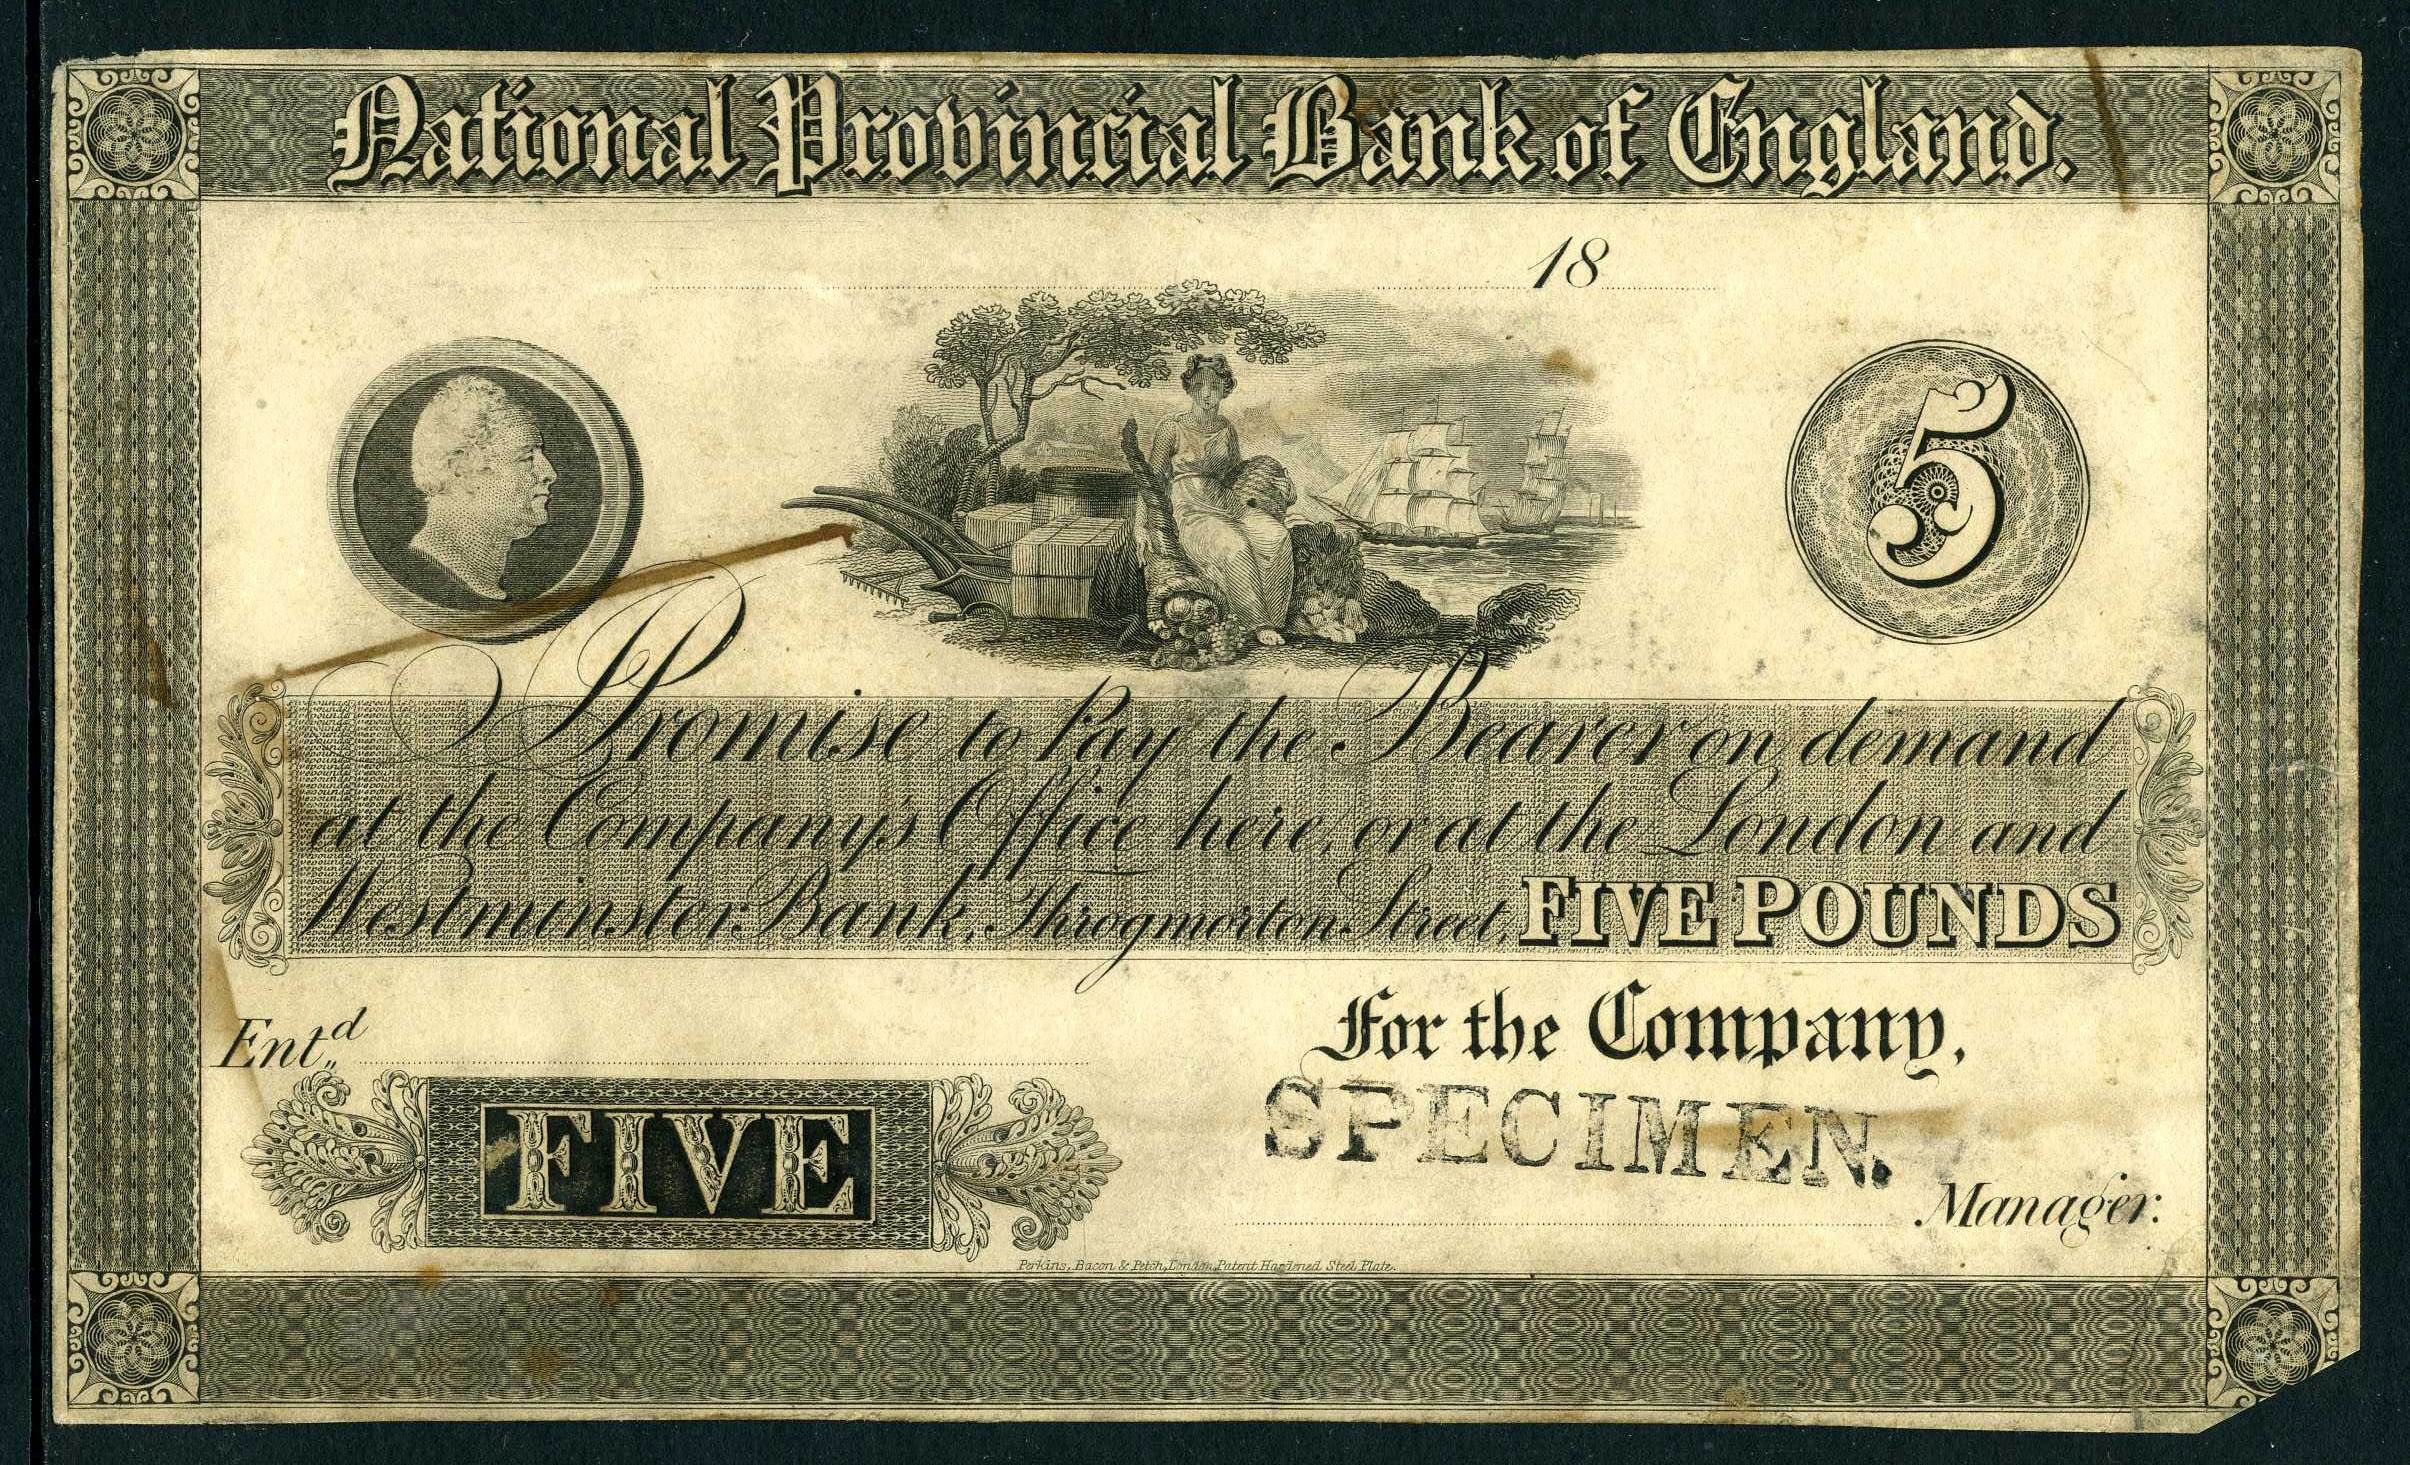 National Provincial Bank of England.
18
5
Promise to Pay the Bearer on demand
at the Company's Office here, or at the London and
Westminster Bank, Throgmorton Street, FIVE POUNDS
Ent.d
For the Company,
FIVE
SPECIMEN.
Manager.
Perkins, Bacon & Petch, London, Patent Hardened Steel Plate.